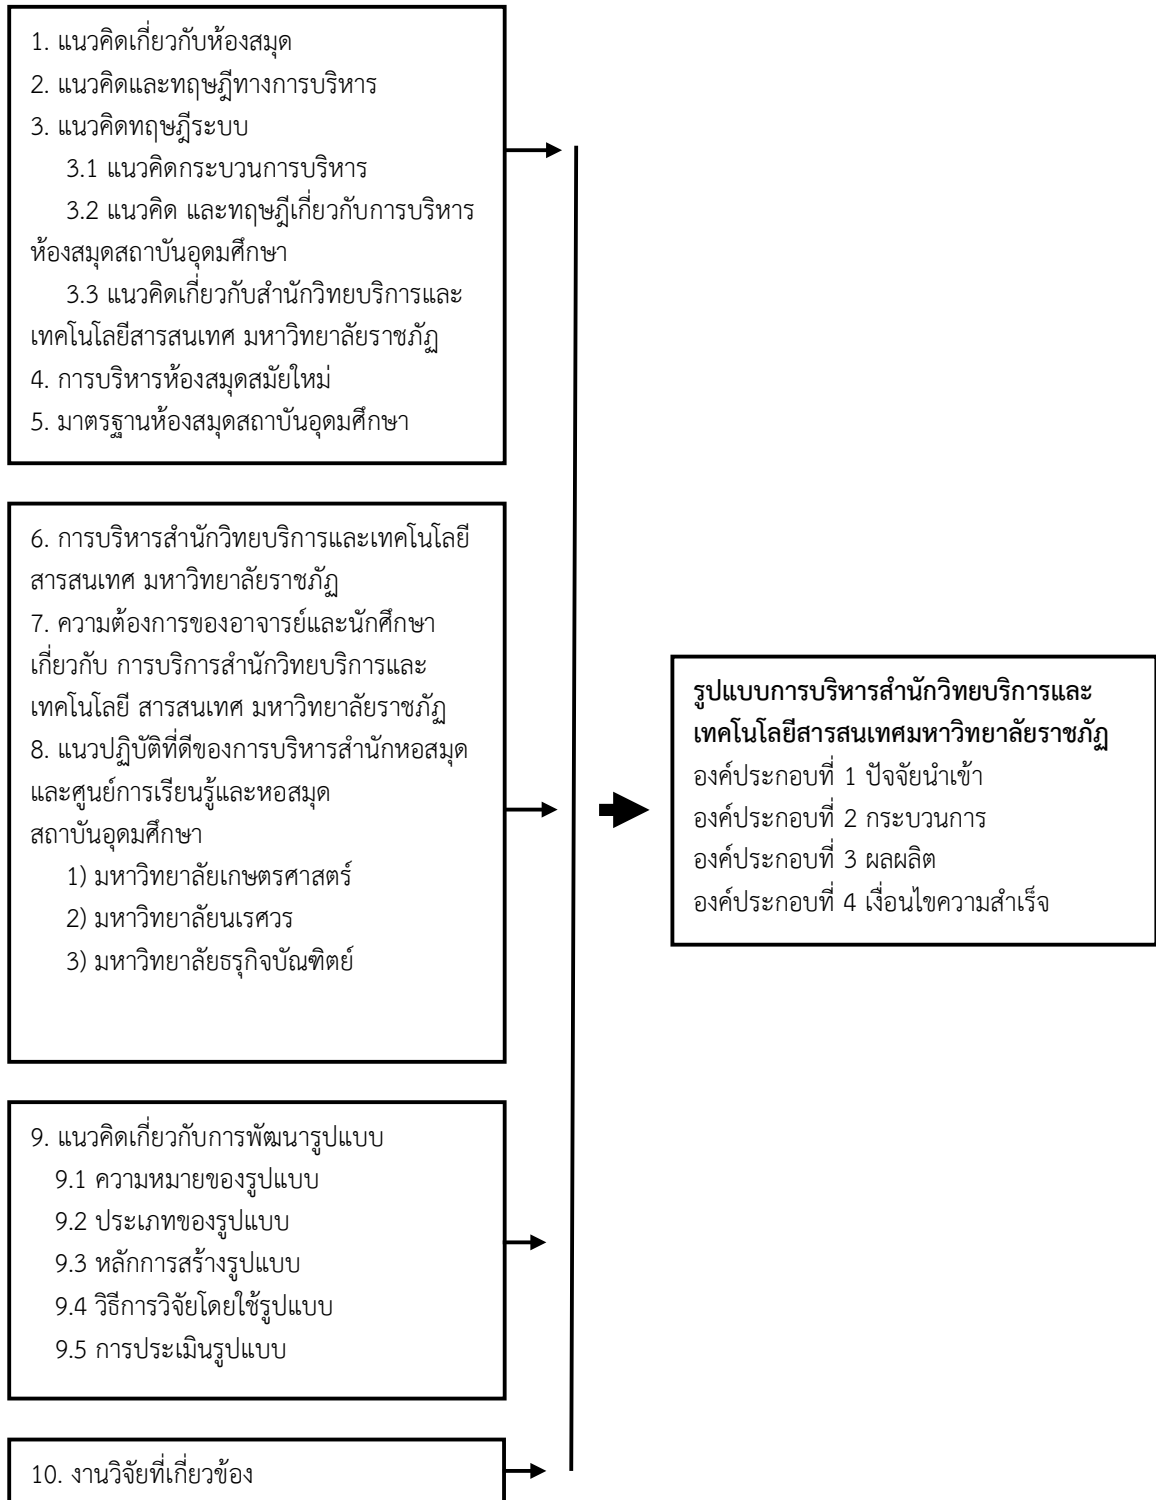 1. แนวคิดเกี่ยวกับห้องสมุด
2. แนวคิดและทฤษฎีทางการบริหาร
3. แนวคิดทฤษฎีระบบ
3.1 แนวคิดกระบวนการบริหาร
3.2 แนวคิด และทฤษฎีเกี่ยวกับการบริหาร
ห้องสมุดสถาบันอุดมศึกษา
3.3 แนวคิดเกี่ยวกับสำนักวิทยบริการและ
เทคโนโลยีสารสนเทศ มหาวิทยาลัยราชภัฏ
4. การบริหารห้องสมุดสมัยใหม่
5. มาตรฐานห้องสมุดสถาบันอุดมศึกษา
6. การบริหารสำนักวิทยบริการและเทคโนโลยี
สารสนเทศ มหาวิทยาลัยราชภัฏ
7. ความต้องการของอาจารย์และนักศึกษา
เกี่ยวกับ การบริการสำนักวิทยบริการและ
เทคโนโลยี สารสนเทศ มหาวิทยาลัยราชภัฏ
8. แนวปฏิบัติที่ดีของการบริหารสำนักหอสมุด
และศูนย์การเรียนรู้และหอสมุด
สถาบันอุดมศึกษา
1) มหาวิทยาลัยเกษตรศาสตร์
2) มหาวิทยาลัยนเรศวร
3) มหาวิทยาลัยธรุกิจบัณฑิตย์
9. แนวคิดเกี่ยวกับการพัฒนารูปแบบ
9.1 ความหมายของรูปแบบ
9.2 ประเภทของรูปแบบ
9.3 หลักการสร้างรูปแบบ
9.4 วิธีการวิจัยโดยใช้รูปแบบ
9.5 การประเมินรูปแบบ
10. งานวิจัยที่เกี่ยวข้อง
รูปแบบการบริหารสำนักวิทยบริการและ
เทคโนโลยีสารสนเทศมหาวิทยาลัยราชภัฏ
องค์ประกอบที่ 1 ปัจจัยนำเข้า
องค์ประกอบที่ 2 กระบวนการ
องค์ประกอบที่ 3 ผลผลิต
องค์ประกอบที่ 4 เงื่อนไขความสำเร็จ